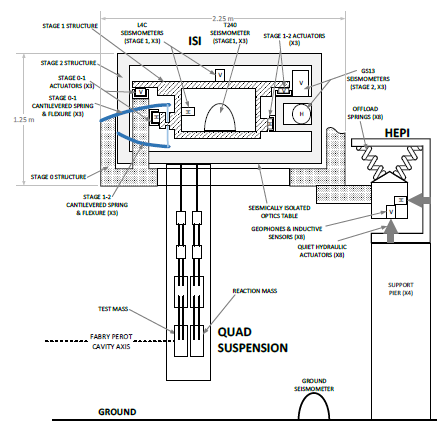 2.25 m
STAGE 1 STRUCTURE
L4C
SEISMOMETERS
(STAGE 1, X3)
T240
SEISMOMETER
(STAGE1, X3)
ISI
STAGE 1-2 ACTUATORS
(X3)
STAGE 2 STRUCTURE
STAGE 0-1
ACTUATORS (X3)
STAGE 0-1
CANTILEVERED SPRING
& FLEXURE (X3)
GS13
SEISMOMETERS
(STAGE 2, X3)
OFFLOAD
SPRINGS (X8)
HEPI
1.25 m
V
V
V
V
H
H
H
STAGE 0 STRUCTURE
STAGE 1-2
CANTILEVERED SPRING
& FLEXURE (X3)
SEISMICALLY ISOLATED
OPTICS TABLE
H
V
GEOPHONES & INDUCTIVE
SENSORS (X8)
QUIET HYDRAULIC
ACTUATORS (X8)
SUPPORT
PIER (X4)
REACTION MASS
TEST MASS
FABRY PEROT
CAVITY AXIS
QUAD
SUSPENSION
GROUND
SEISMOMETER
GROUND